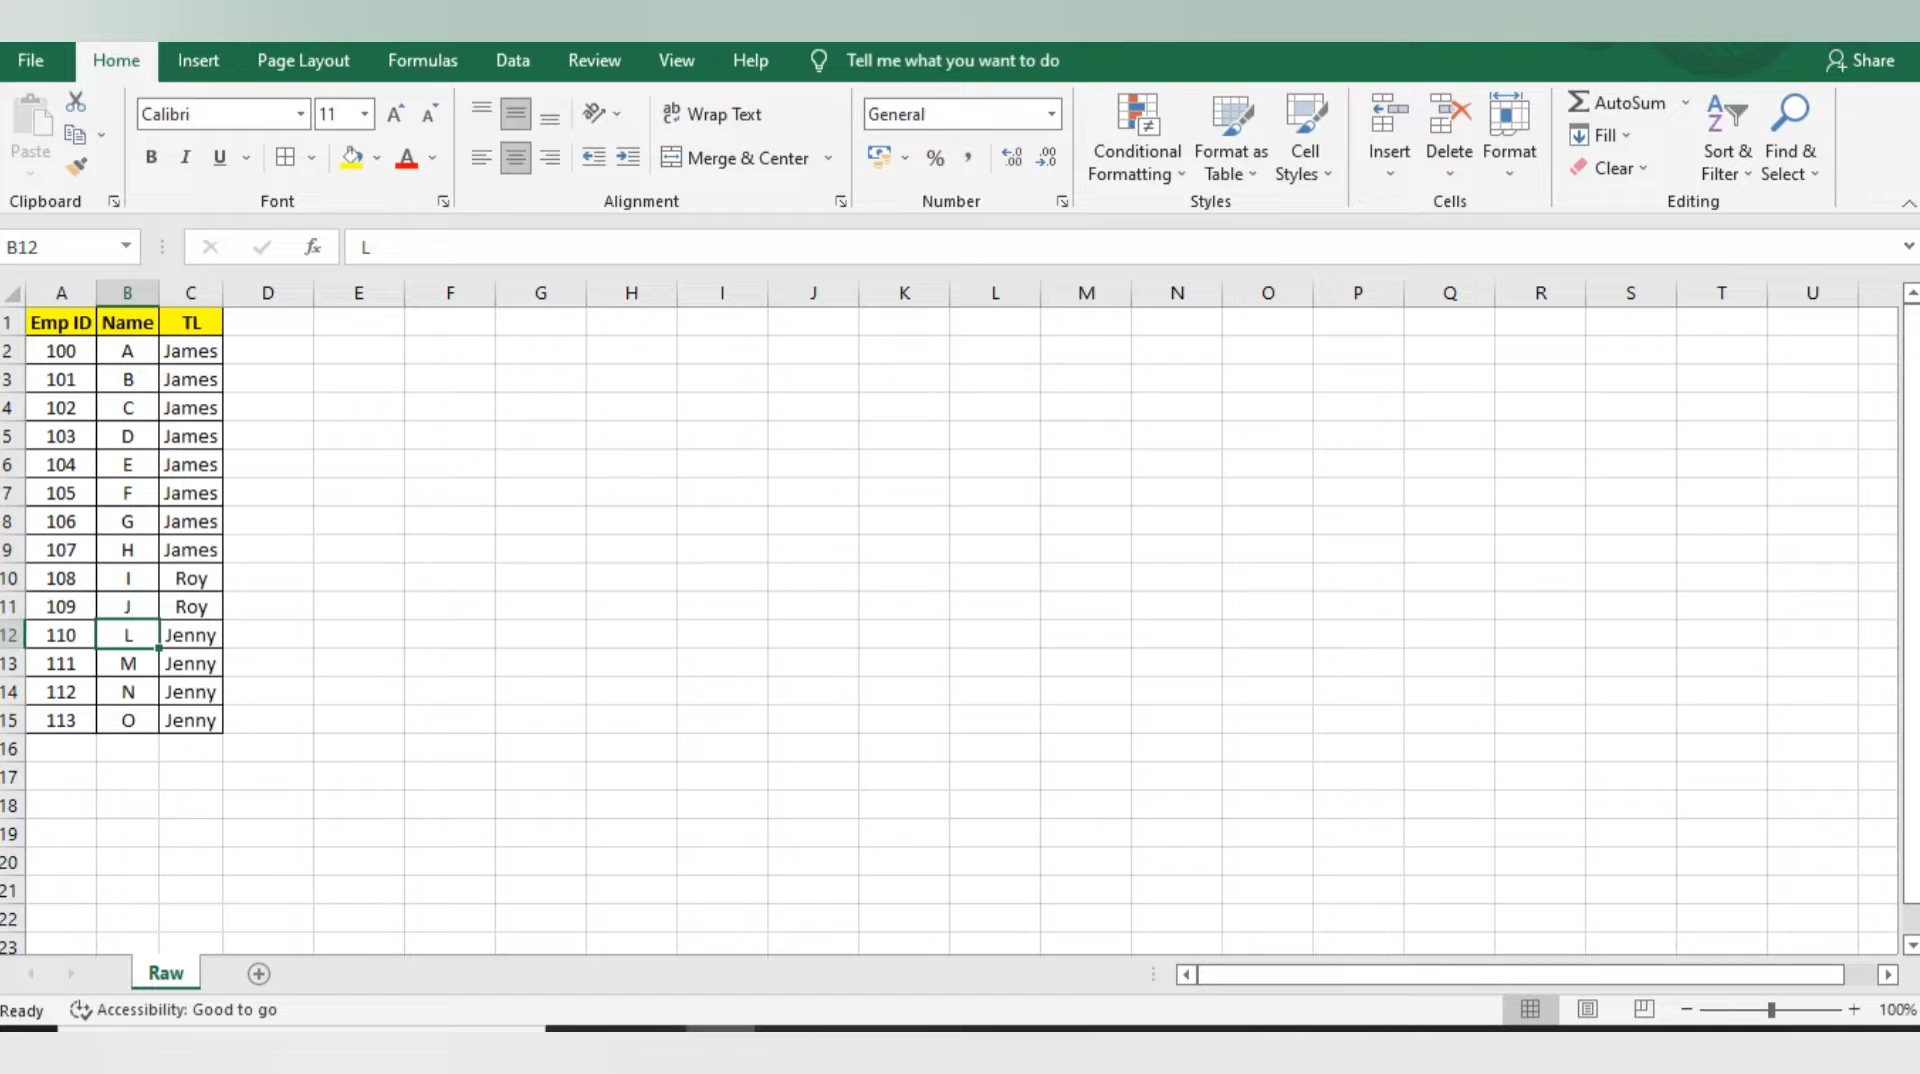 File Home Insert Page Layout Formulas Data Review View Help Tell me what you want to do Share
Calibri 11 ab Wrap Text General AutoSum
Paste Conditional Formatting Format as Table Cell Styles Insert Delete Format Fill Sort & Filter Find & Select
B I U A Merge & Center % , Clear
Clipboard Font Alignment Number Styles Cells Editing
B12 fx L
A B C D E F G H I J K L M N O P Q R S T U
1 Emp ID Name TL
2 100 A James
3 101 B James
4 102 C James
5 103 D James
6 104 E James
7 105 F James
8 106 G James
9 107 H James
10 108 I Roy
11 109 J Roy
12 110 L Jenny
13 111 M Jenny
14 112 N Jenny
15 113 O Jenny
16
17
18
19
20
21
22
23
Raw
Ready Accessibility: Good to go 100%